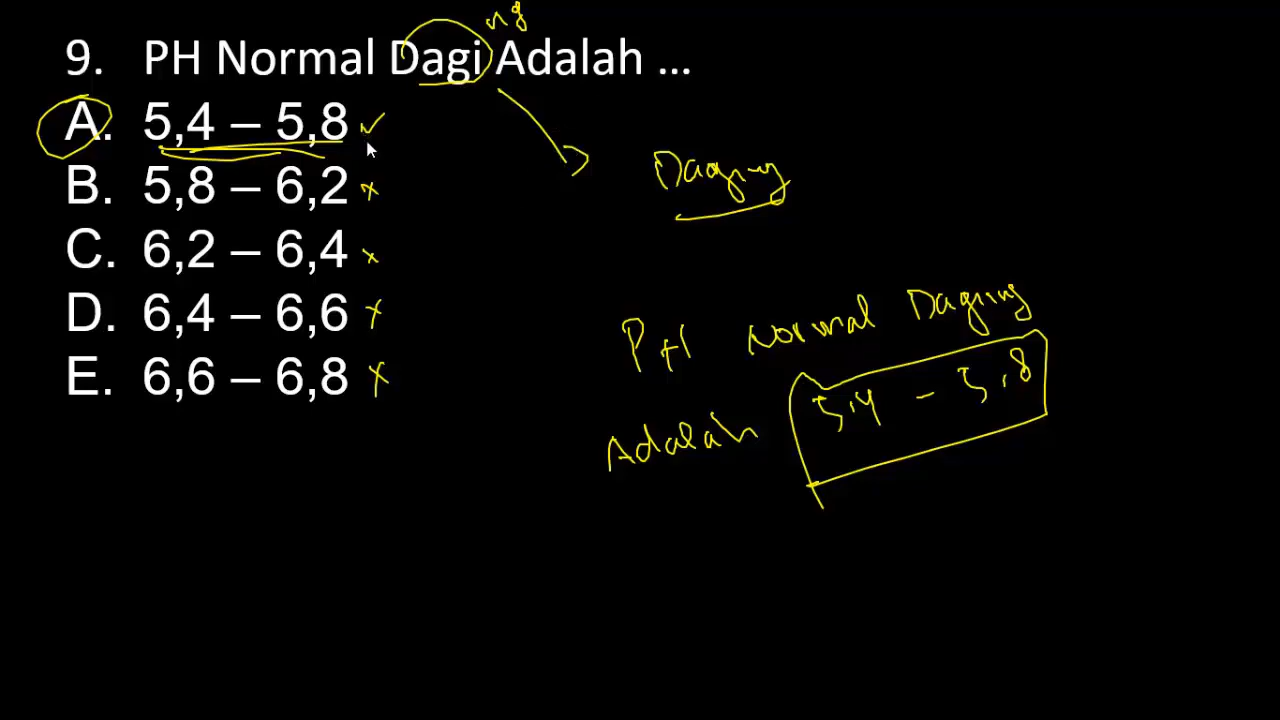 ng
9. PH Normal Dagi Adalah ...
A. 5,4 – 5,8
B. 5,8 – 6,2
C. 6,2 – 6,4
D. 6,4 – 6,6
E. 6,6 – 6,8
Daging
PH Normal Daging
Adalah 5,4 - 5,8